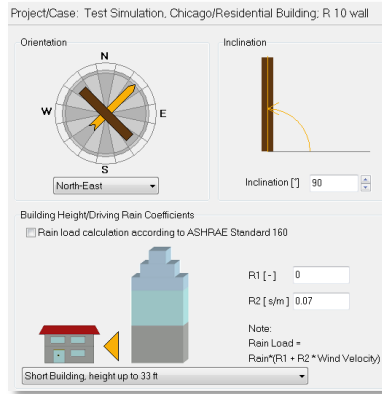 Project/Case: Test Simulation, Chicago/Residential Building; R 10 wall
Orientation
N
W
E
S
North-East
Inclination
Inclination [°] 90
Building Height/Driving Rain Coefficients
Rain load calculation according to ASHRAE Standard 160
R1 [ - ] 0
R2 [ s/m ] 0.07
Note:
Rain Load =
Rain*(R1 + R2 * Wind Velocity)
Short Building, height up to 33 ft